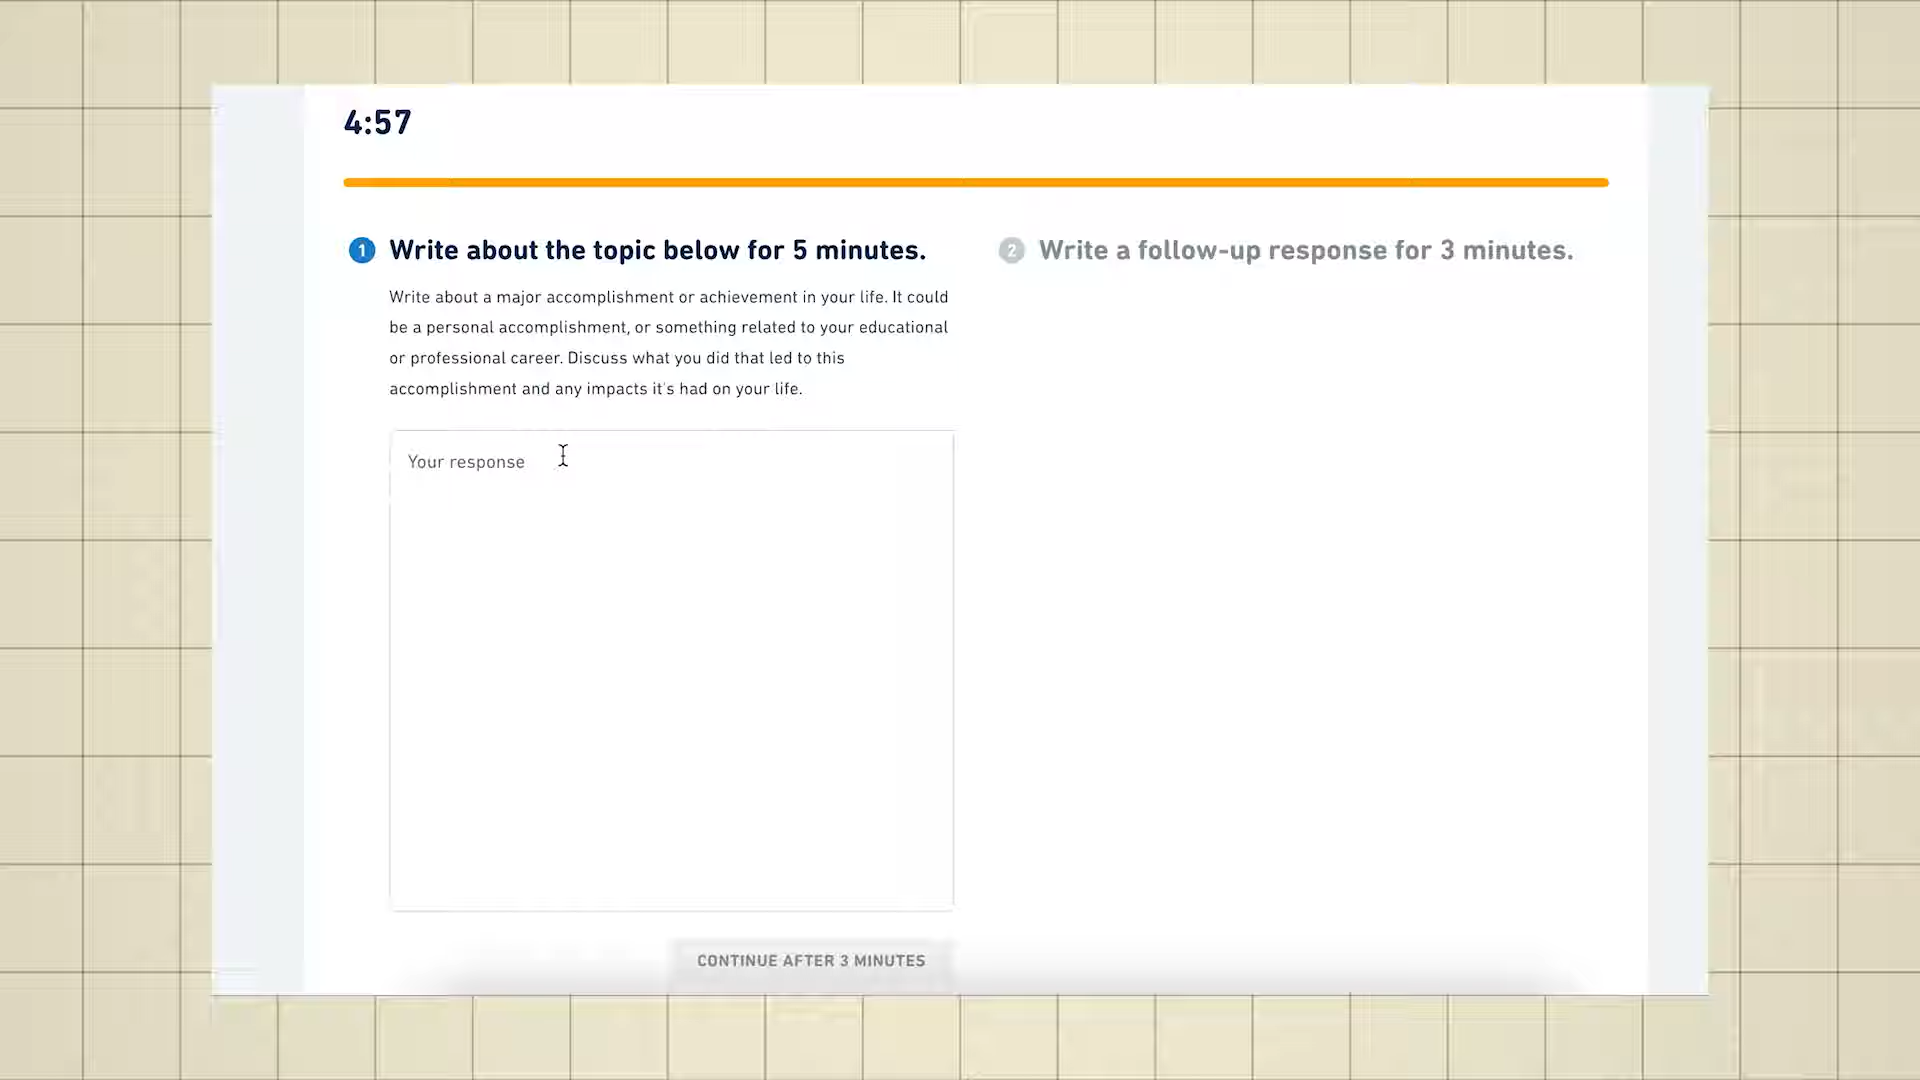 4:57
1 Write about the topic below for 5 minutes.
Write about a major accomplishment or achievement in your life. It could
be a personal accomplishment, or something related to your educational
or professional career. Discuss what you did that led to this
accomplishment and any impacts it's had on your life.
Your response
CONTINUE AFTER 3 MINUTES
2 Write a follow-up response for 3 minutes.